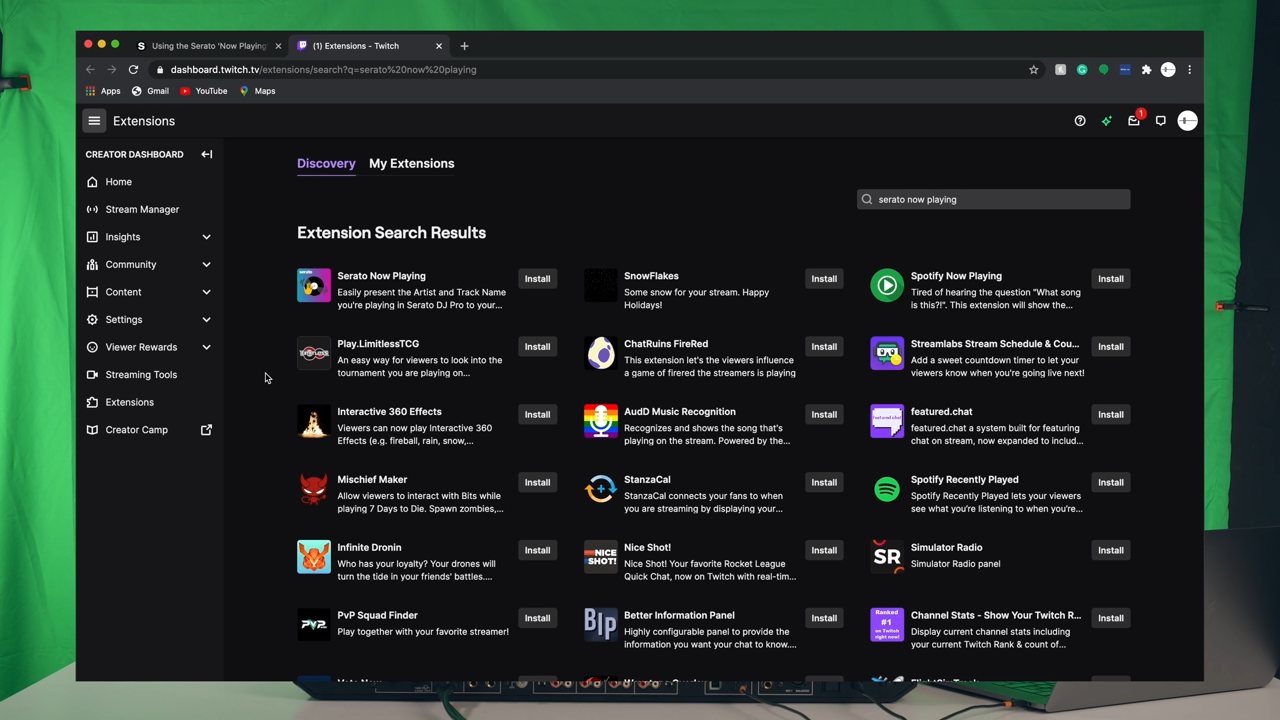 Using the Serato 'Now Playing'
(1) Extensions - Twitch
dashboard.twitch.tv/extensions/search?q=serato%20now%20playing
Apps
Gmail
YouTube
Maps
Extensions
1
CREATOR DASHBOARD
Home
Stream Manager
Insights
Community
Content
Settings
Viewer Rewards
Streaming Tools
Extensions
Creator Camp
Discovery
My Extensions
serato now playing
Extension Search Results
Serato Now Playing
Easily present the Artist and Track Name
you're playing in Serato DJ Pro to your...
Install
SnowFlakes
Some snow for your stream. Happy
Holidays!
Install
Spotify Now Playing
Tired of hearing the question "What song
is this?!". This extension will show the...
Install
Play.LimitlessTCG
An easy way for viewers to look into the
tournament you are playing on...
Install
ChatRuins FireRed
This extension let's the viewers influence
a game of firered the streamers is playing
Install
Streamlabs Stream Schedule & Cou...
Add a sweet countdown timer to let your
viewers know when you're going live next!
Install
Interactive 360 Effects
Viewers can now play Interactive 360
Effects (e.g. fireball, rain, snow,...
Install
AudD Music Recognition
Recognizes and shows the song that's
playing on the stream. Powered by the...
Install
featured.chat
featured.chat
featured.chat a system built for featuring
chat on stream, now expanded to includ...
Install
Mischief Maker
Allow viewers to interact with Bits while
playing 7 Days to Die. Spawn zombies,...
Install
StanzaCal
StanzaCal connects your fans to when
you are streaming by displaying your...
Install
Spotify Recently Played
Spotify Recently Played lets your viewers
see what you're listening to when you're...
Install
Infinite Dronin
Who has your loyalty? Your drones will
turn the tide in your friends' battles....
Install
NICE
SHOT!
Nice Shot!
Nice Shot! Your favorite Rocket League
Quick Chat, now on Twitch with real-tim...
Install
SR
Simulator Radio
Simulator Radio panel
Install
PVP
PvP Squad Finder
Play together with your favorite streamer!
Install
BIP
Better Information Panel
Highly configurable panel to provide the
information you want your chat to know....
Install
Ranked
#1
on Twitch
right now!
Channel Stats - Show Your Twitch R...
Display current channel stats including
your current Twitch Rank & count of...
Install